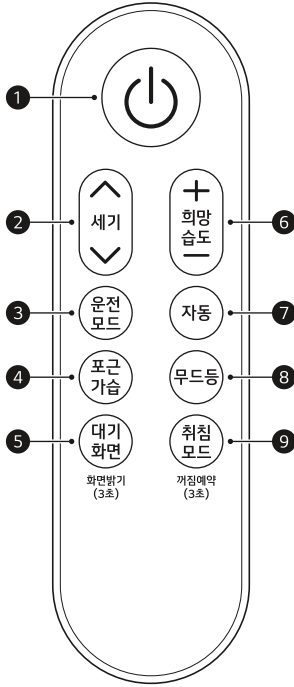 1
2
세기
희망
습도
6
3
운전
모드
자동
7
4
포근
가습
무드등
8
5
대기
화면
취침
모드
9
화면밝기
(3초)
꺼짐예약
(3초)